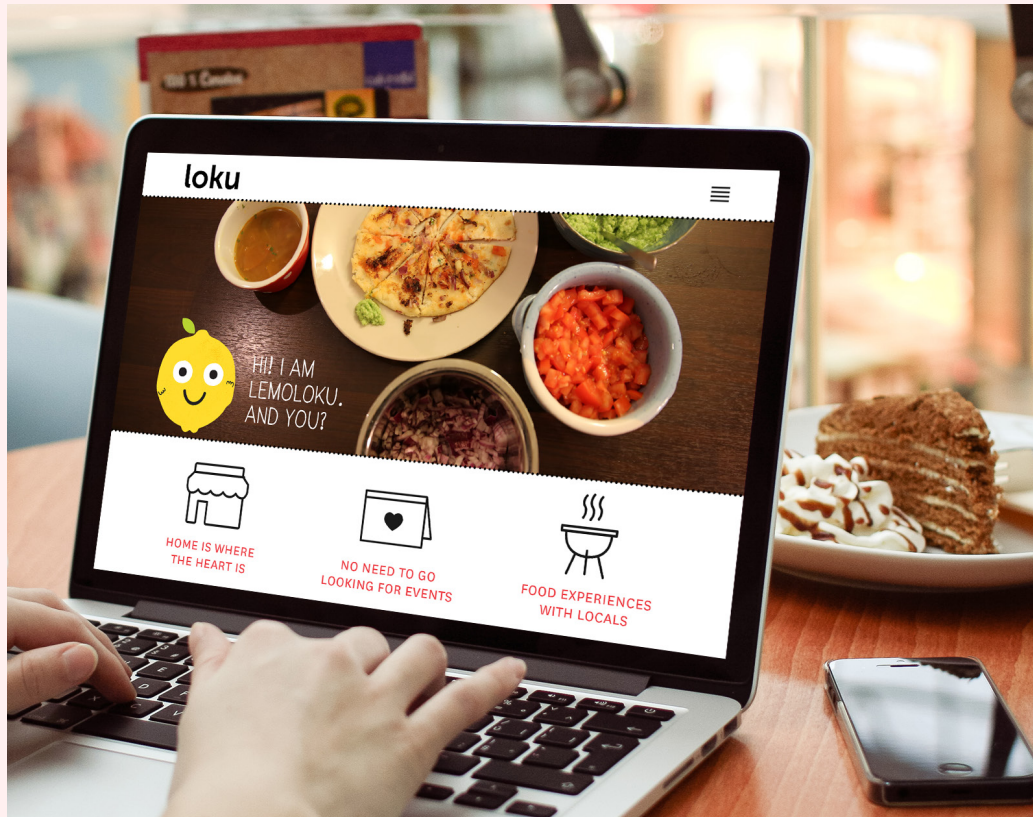 loku
HI! I AM
LEMOLOKU.
AND YOU?
HOME IS WHERE
THE HEART IS
NO NEED TO GO
LOOKING FOR EVENTS
FOOD EXPERIENCES
WITH LOCALS